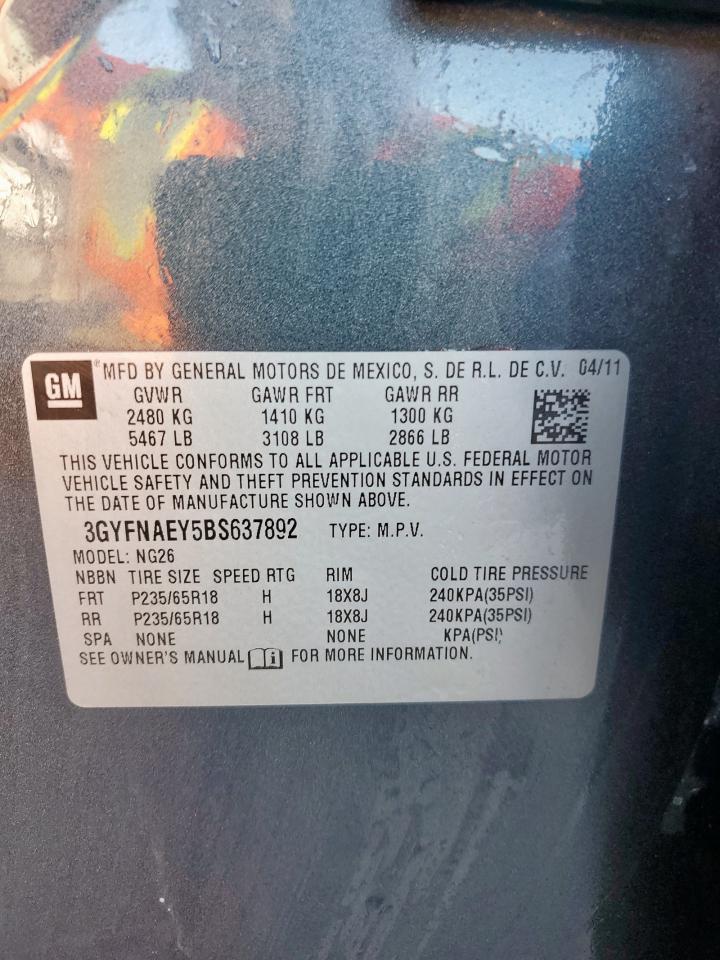 GM ® MFD BY GENERAL MOTORS DE MEXICO, S. DE R.L. DE C.V. 04/11
GVWR GAWR FRT GAWR RR
2480 KG 1410 KG 1300 KG
5467 LB 3108 LB 2866 LB
THIS VEHICLE CONFORMS TO ALL APPLICABLE U.S. FEDERAL MOTOR
VEHICLE SAFETY AND THEFT PREVENTION STANDARDS IN EFFECT ON
THE DATE OF MANUFACTURE SHOWN ABOVE.
3GYFNAEY5BS637892 TYPE: M.P.V.
MODEL: NG26
NBBN TIRE SIZE SPEED RTG RIM COLD TIRE PRESSURE
FRT P235/65R18 H 18X8J 240KPA(35PSI)
RR P235/65R18 H 18X8J 240KPA(35PSI)
SPA NONE NONE KPA(PSI)
SEE OWNER'S MANUAL i FOR MORE INFORMATION.